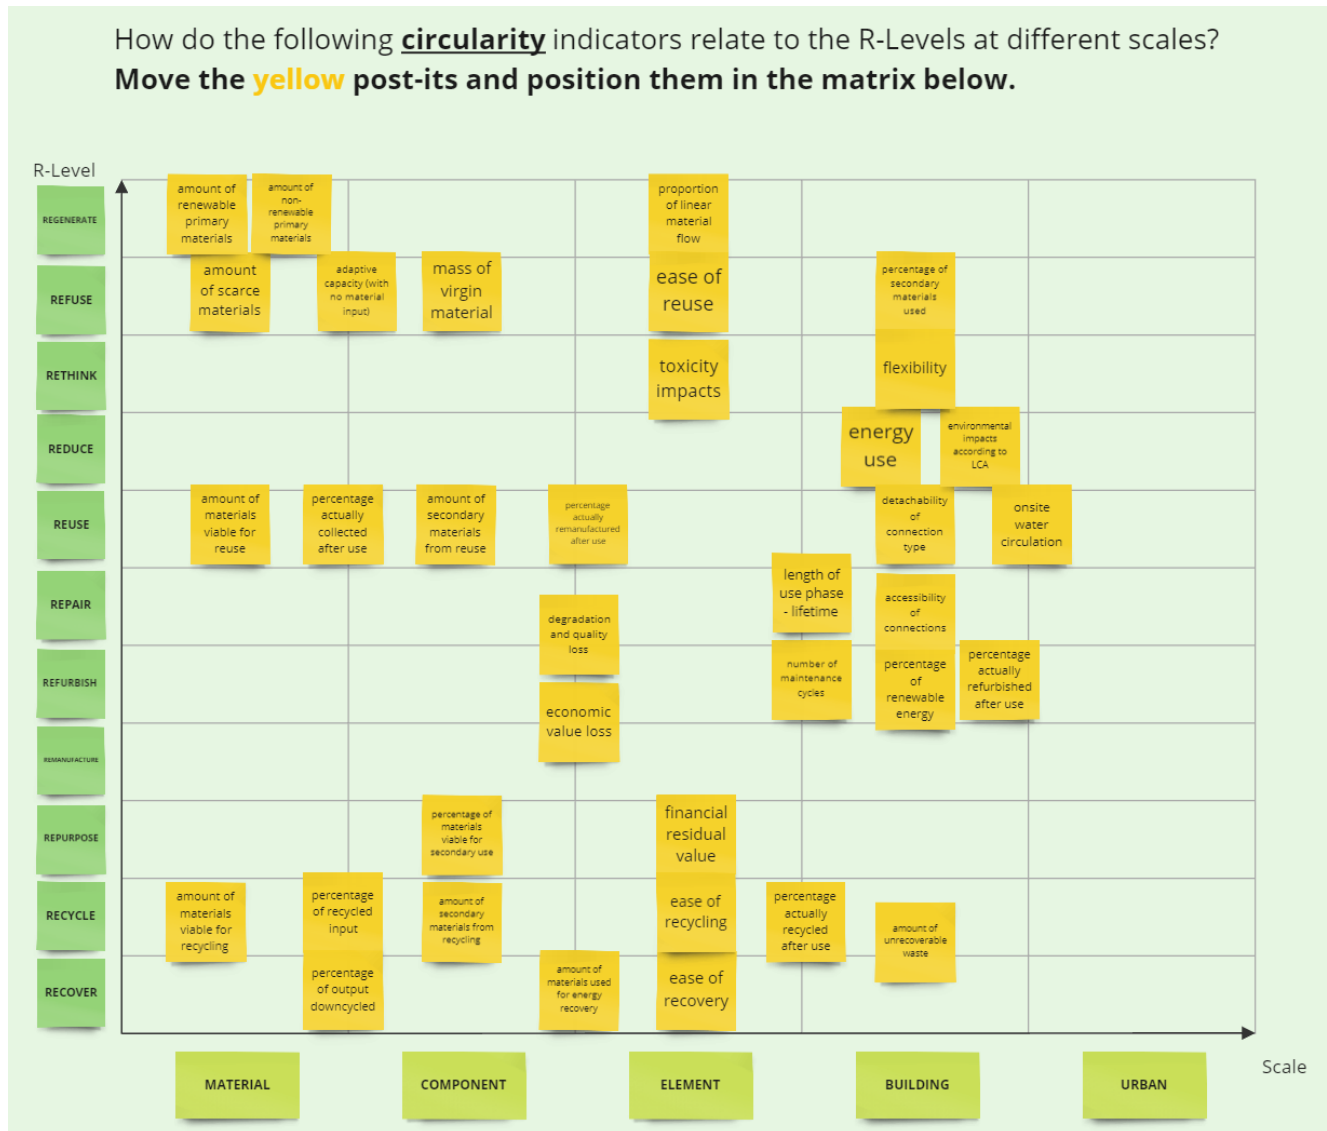 How do the following circularity indicators relate to the R-Levels at different scales?
Move the yellow post-its and position them in the matrix below.
R-Level
REGENERATE
amount of
renewable
primary
materials
amount of
non-
renewable
primary
materials
proportion
of linear
material
flow
REFUSE
amount
of scarce
materials
adaptive
capacity (with
no material
input)
mass of
virgin
material
ease of
reuse
percentage of
secondary
materials
used
RETHINK
toxicity
impacts
flexibility
REDUCE
energy
use
environmental
impacts
according to
LCA
REUSE
amount of
materials
viable for
reuse
percentage
actually
collected
after use
amount of
secondary
materials
from reuse
percentage
actually
remanufactured
after use
detachability
of
connection
type
onsite
water
circulation
REPAIR
degradation
and quality
loss
length of
use phase
- lifetime
accessibility
of
connections
REFURBISH
economic
value loss
number of
maintenance
cycles
percentage
of
renewable
energy
percentage
actually
refurbished
after use
REMANUFACTURE
REPURPOSE
percentage of
materials
viable for
secondary use
financial
residual
value
RECYCLE
amount of
materials
viable for
recycling
percentage
of recycled
input
amount of
secondary
materials from
recycling
ease of
recycling
percentage
actually
recycled
after use
amount of
unrecoverable
waste
RECOVER
percentage
of output
downcycled
amount of
materials used
for energy
recovery
ease of
recovery
Scale
MATERIAL
COMPONENT
ELEMENT
BUILDING
URBAN